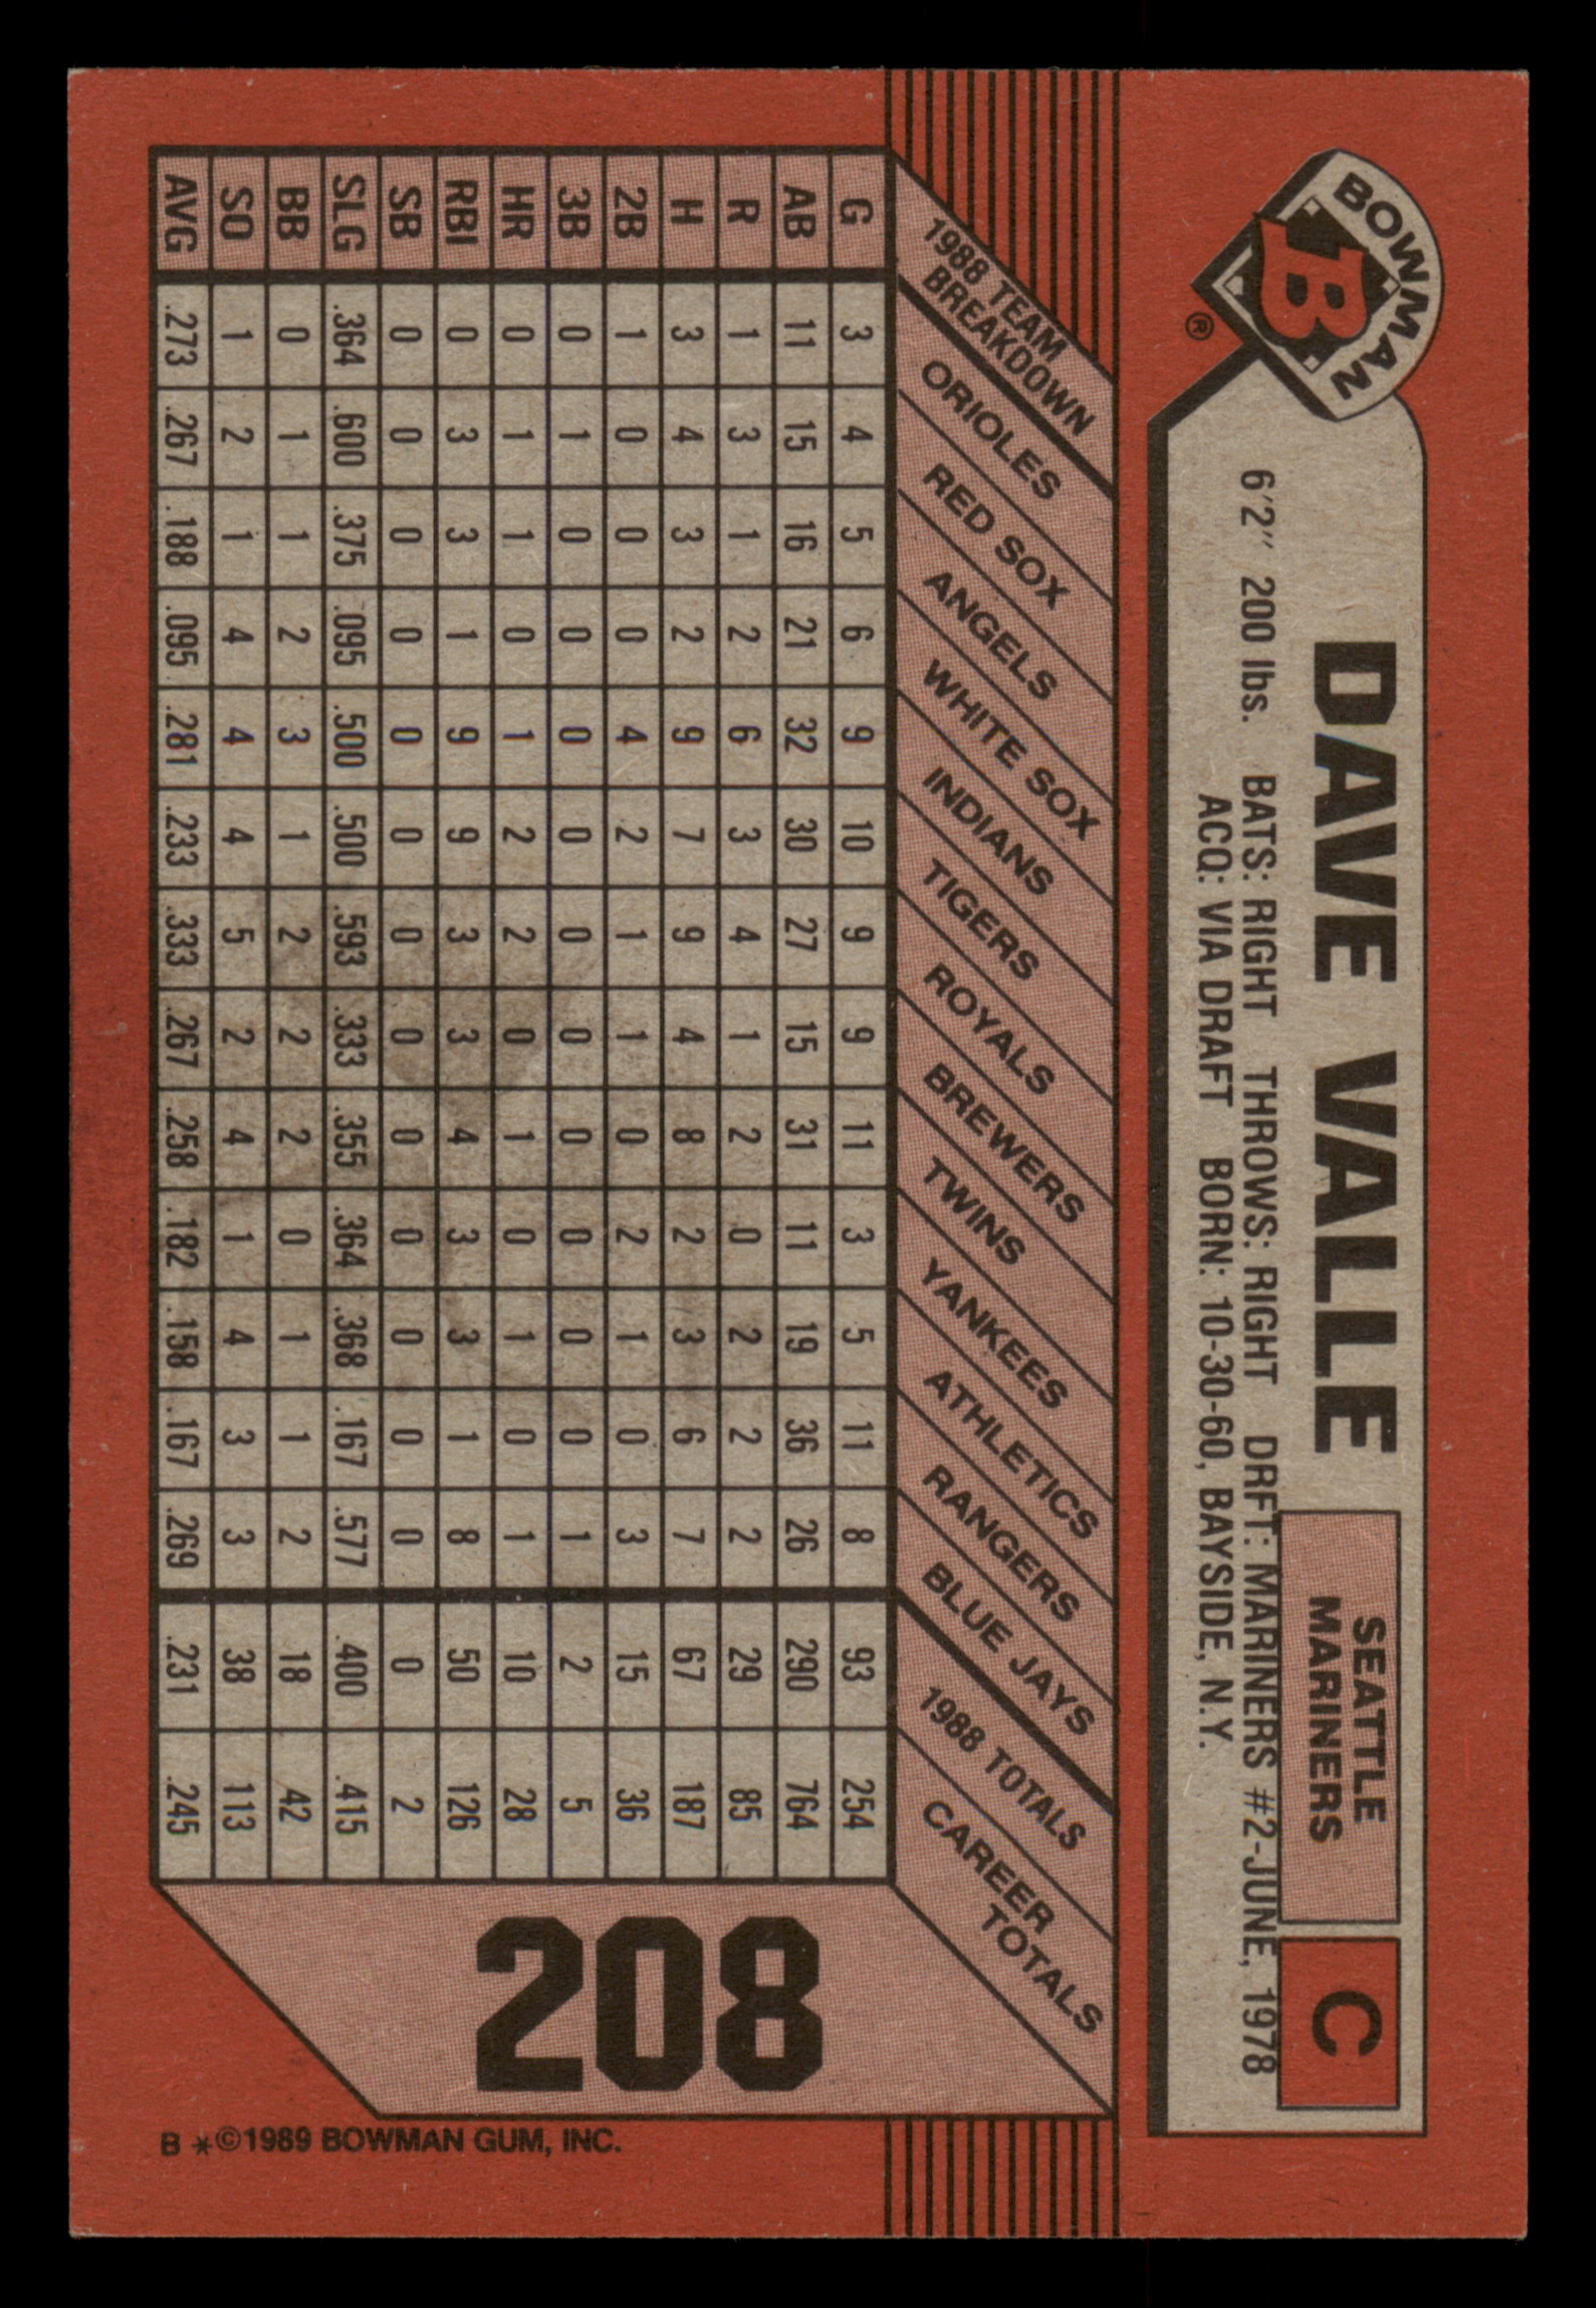 BOWMAN
B
®
DAVE VALLE
SEATTLE
MARINERS
C
6'2" 200 lbs. BATS: RIGHT THROWS: RIGHT DRFT: MARINERS #2-JUNE, 1978
ACQ: VIA DRAFT BORN: 10-30-60, BAYSIDE, N.Y.
1988 TEAM
BREAKDOWN
ORIOLES
RED SOX
ANGELS
WHITE SOX
INDIANS
TIGERS
ROYALS
BREWERS
TWINS
YANKEES
ATHLETICS
RANGERS
BLUE JAYS
1988 TOTALS
CAREER
TOTALS
G 3 4 5 6 9 10 9 9 11 3 5 11 8 93 254
AB 11 15 16 21 32 30 27 15 31 11 19 36 26 290 764
R 1 3 1 2 6 3 4 1 2 0 2 2 2 29 85
H 3 4 3 2 9 7 9 4 8 2 3 6 7 67 187
2B 1 0 0 0 4 2 1 1 0 2 1 0 3 15 36
3B 0 1 0 0 0 0 0 0 0 0 0 0 1 2 5
HR 0 1 1 0 1 2 2 0 1 0 1 0 1 10 28
RBI 0 3 3 1 9 9 3 3 4 3 3 1 8 50 126
SB 0 0 0 0 0 0 0 0 0 0 0 0 0 0 2
SLG .364 .600 .375 .095 .500 .500 .593 .333 .355 .364 .368 .167 .577 .400 .415
BB 0 1 1 2 3 1 2 2 2 0 1 1 2 18 42
SO 1 2 1 4 4 4 5 2 4 1 4 3 3 38 113
AVG .273 .267 .188 .095 .281 .233 .333 .267 .258 .182 .158 .167 .269 .231 .245
208
B *©1989 BOWMAN GUM, INC.